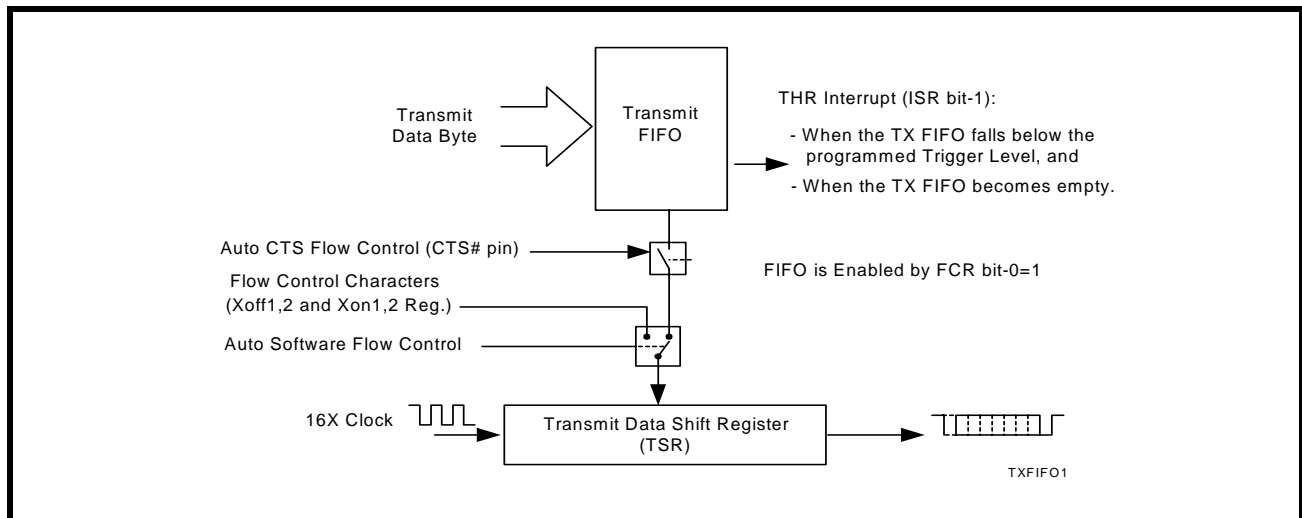 Transmit
Data Byte
Transmit
FIFO
THR Interrupt (ISR bit-1):
- When the TX FIFO falls below the
programmed Trigger Level, and
- When the TX FIFO becomes empty.
Auto CTS Flow Control (CTS# pin)
FIFO is Enabled by FCR bit-0=1
Flow Control Characters
(Xoff1,2 and Xon1,2 Reg.)
Auto Software Flow Control
16X Clock
Transmit Data Shift Register
(TSR)
TXFIFO1